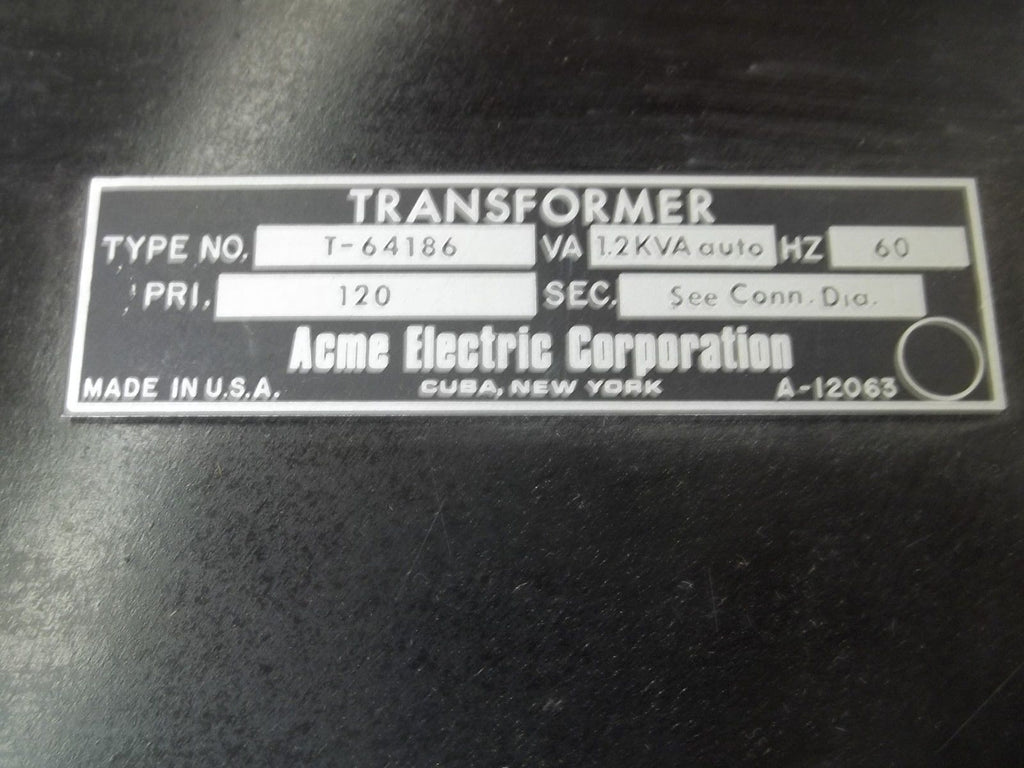 TRANSFORMER
TYPE NO. T-64186 VA 1.2KVA auto HZ 60
PRI. 120 SEC. See Conn. Dia.
Acme Electric Corporation
MADE IN U.S.A. CUBA, NEW YORK A-12063